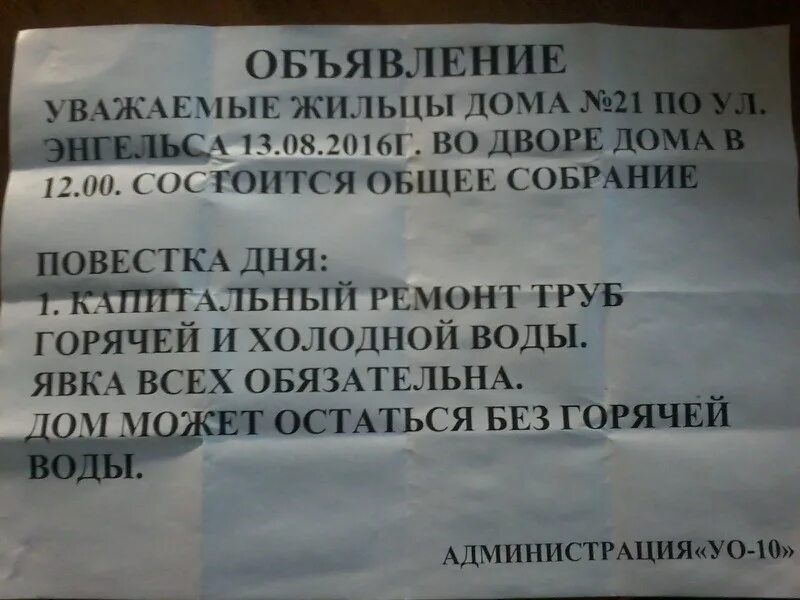 ОБЪЯВЛЕНИЕ
УВАЖАЕМЫЕ ЖИЛЬЦЫ ДОМА №21 ПО УЛ.
ЭНГЕЛЬСА 13.08.2016Г. ВО ДВОРЕ ДОМА В
12.00. СОСТОИТСЯ ОБЩЕЕ СОБРАНИЕ
ПОВЕСТКА ДНЯ:
1. КАПИТАЛЬНЫЙ РЕМОНТ ТРУБ
ГОРЯЧЕЙ И ХОЛОДНОЙ ВОДЫ.
ЯВКА ВСЕХ ОБЯЗАТЕЛЬНА.
ДОМ МОЖЕТ ОСТАТЬСЯ БЕЗ ГОРЯЧЕЙ
ВОДЫ.
АДМИНИСТРАЦИЯ«УО-10»